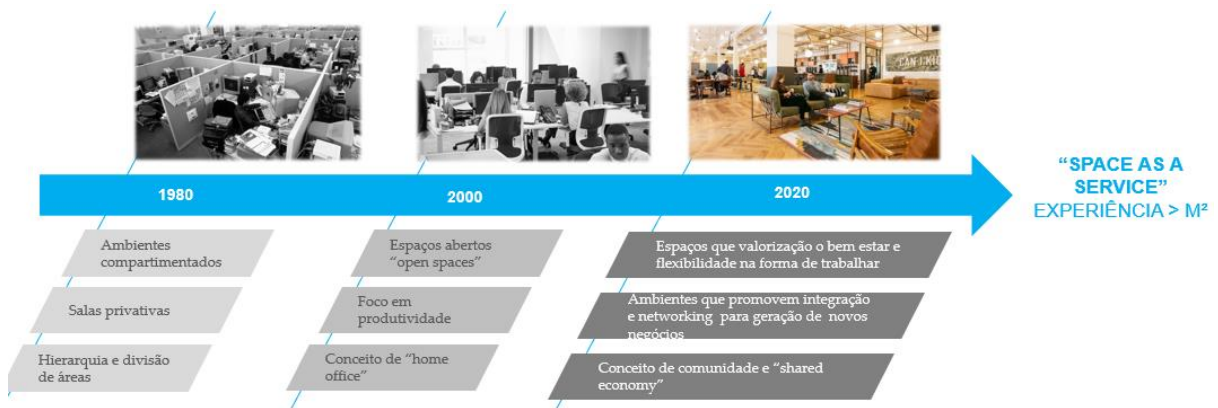 CAN I KIC
1980
2000
2020
“SPACE AS A
SERVICE”
EXPERIÊNCIA > M²
Ambientes
compartimentados
Salas privativas
Hierarquia e divisão
de áreas
Espaços abertos
“open spaces”
Foco em
produtividade
Conceito de “home
office”
Espaços que valorização o bem estar e
flexibilidade na forma de trabalhar
Ambientes que promovem integração
e networking para geração de novos
negócios
Conceito de comunidade e “shared
economy”